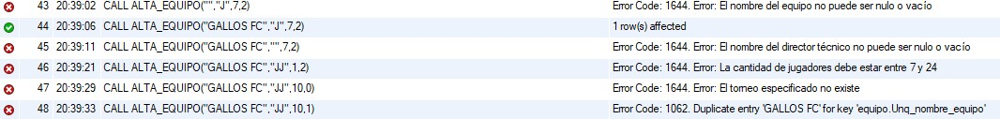 43 20:39:02 CALL ALTA_EQUIPO("","J",7,2) Error Code: 1644. Error: El nombre del equipo no puede ser nulo o vacío
44 20:39:06 CALL ALTA_EQUIPO("GALLOS FC","J",7,2) 1 row(s) affected
45 20:39:11 CALL ALTA_EQUIPO("GALLOS FC","",7,2) Error Code: 1644. Error: El nombre del director técnico no puede ser nulo o vacío
46 20:39:21 CALL ALTA_EQUIPO("GALLOS FC","JJ",1,2) Error Code: 1644. Error: La cantidad de jugadores debe estar entre 7 y 24
47 20:39:29 CALL ALTA_EQUIPO("GALLOS FC","JJ",10,0) Error Code: 1644. Error: El torneo especificado no existe
48 20:39:33 CALL ALTA_EQUIPO("GALLOS FC","JJ",10,1) Error Code: 1062. Duplicate entry 'GALLOS FC' for key 'equipo.Unq_nombre_equipo'